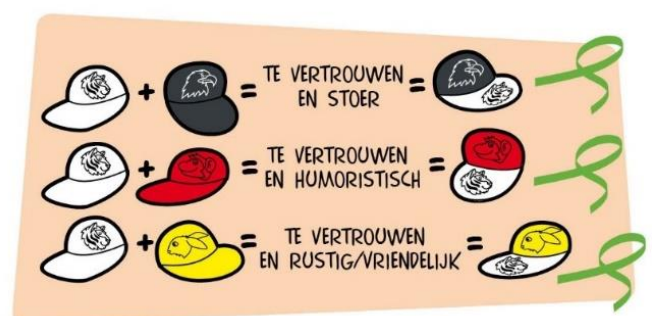 + = TE VERTROUWEN =
EN STOER
+ = TE VERTROUWEN =
EN HUMORISTISCH
+ = TE VERTROUWEN =
EN RUSTIG/VRIENDELIJK